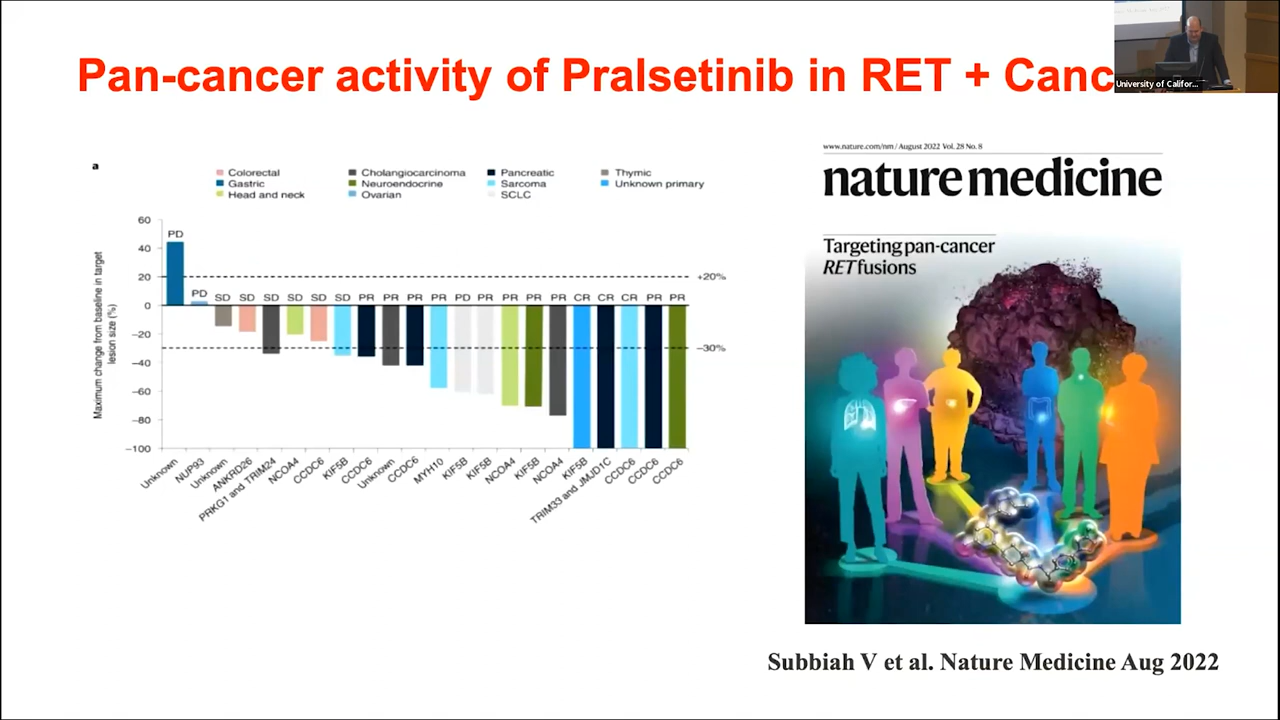 Pan-cancer activity of Pralsetinib in RET + Canc
University of Califor...
a
Colorectal
Gastric
Head and neck
Cholangiocarcinoma
Neuroendocrine
Ovarian
Pancreatic
Sarcoma
SCLC
Thymic
Unknown primary
Maximum change from baseline in target
lesion size (%)
60
40
20
0
−20
−40
−60
−80
−100
+20%
−30%
PD PD SD SD SD SD SD SD PR PR PR PR PD PR PR PR PR CR CR CR PR PR
Unknown
NUP93
Unknown
ANKRD26
PRKG1 and TRIM24
NCOA4
CCDC6
KIF5B
CCDC6
Unknown
CCDC6
MYH10
KIF5B
KIF5B
NCOA4
KIF5B
NCOA4
KIF5B
TRIM33 and JMJD1C
CCDC6
CCDC6
CCDC6
www.nature.com/nm / August 2022 Vol. 28 No. 8
nature medicine
Targeting pan-cancer
RET fusions
Subbiah V et al. Nature Medicine Aug 2022